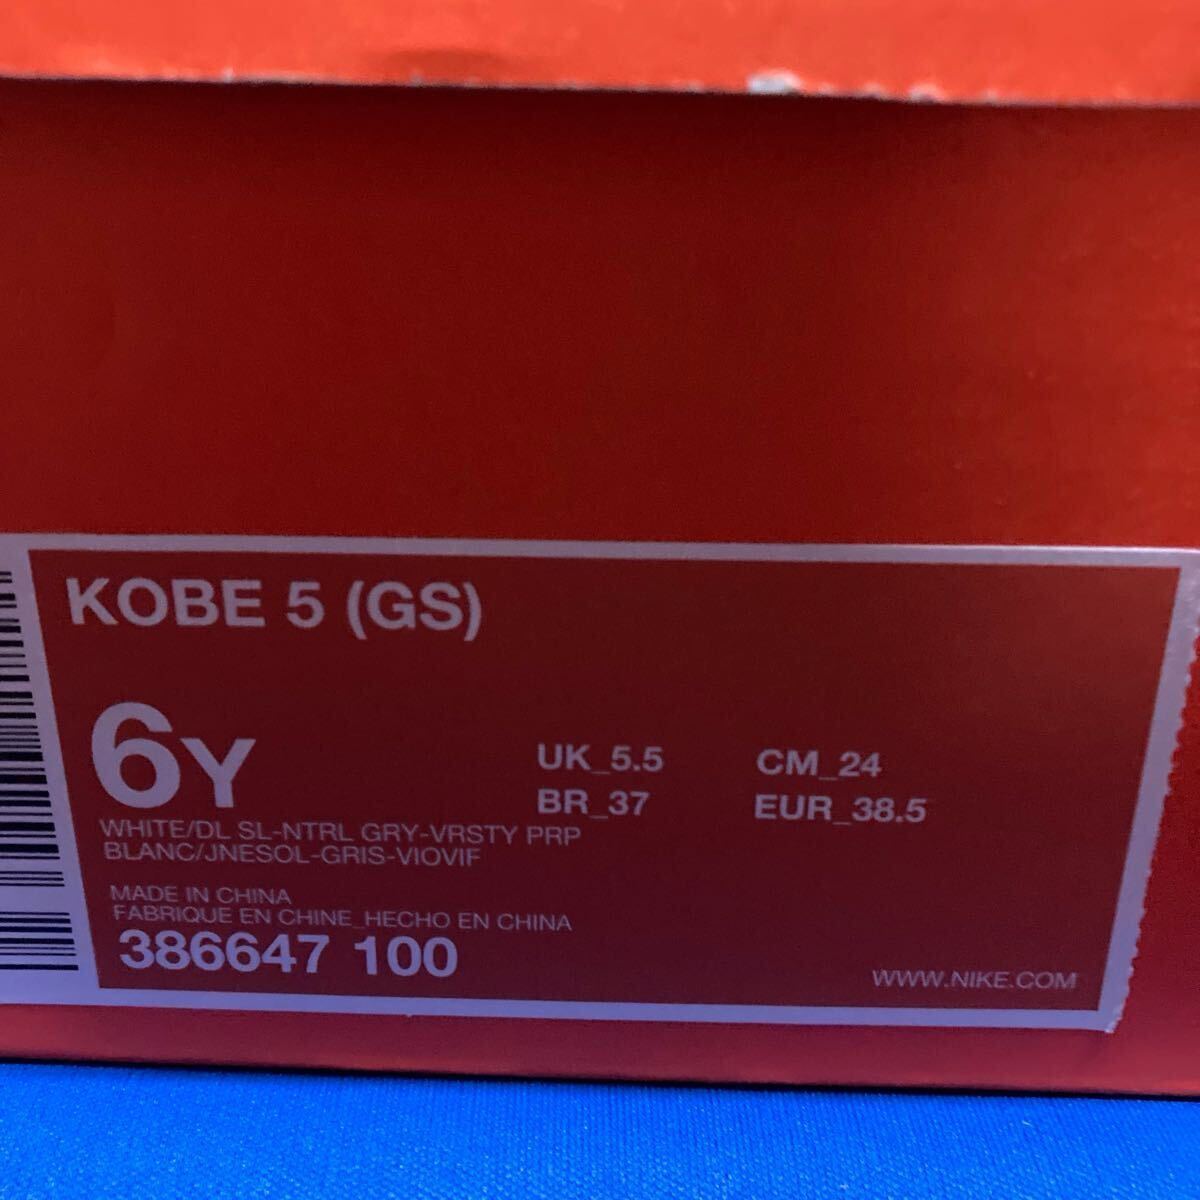 KOBE 5 (GS)
6Y
UK_5.5 CM_24
BR_37 EUR_38.5
WHITE/DL SL-NTRL GRY-VRSTY PRP
BLANC/JNESOL-GRIS-VIOVIF
MADE IN CHINA
FABRIQUE EN CHINE_HECHO EN CHINA
386647 100
WWW.NIKE.COM